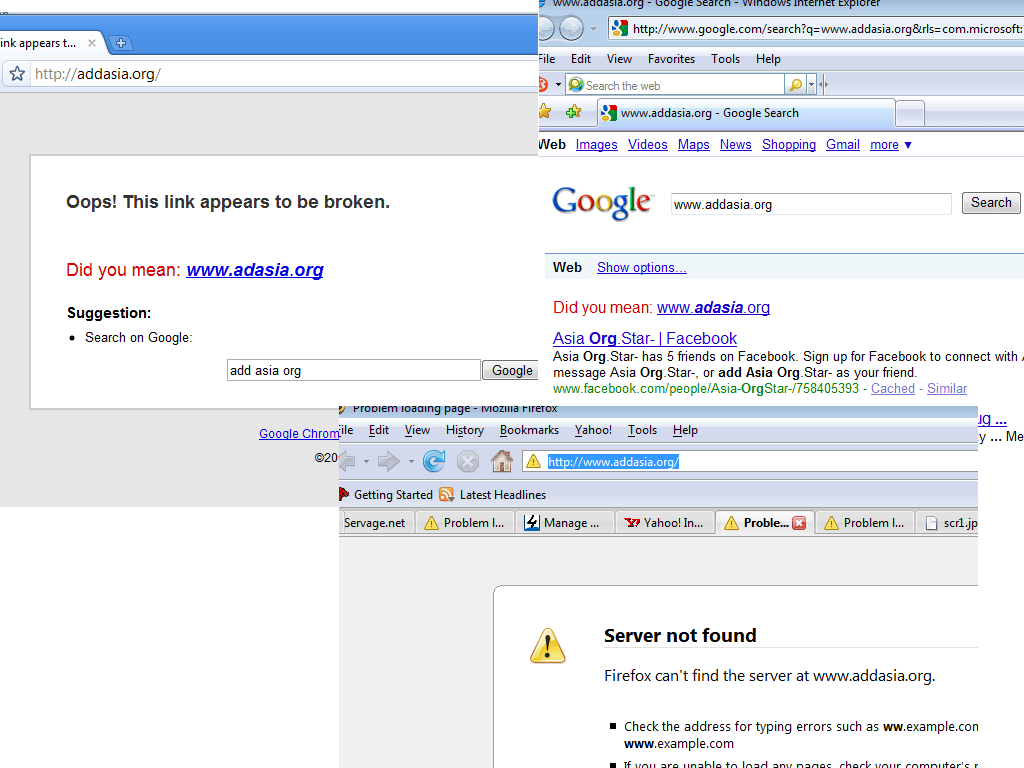 ink appears t...
http://addasia.org/
Oops! This link appears to be broken.
Did you mean: www.adasia.org
Suggestion:
Search on Google:
add asia org
Google
Google Chrom
©20
www.addasia.org - Google Search - Windows Internet Explorer
http://www.google.com/search?q=www.addasia.org&rls=com.microsoft:
File Edit View Favorites Tools Help
Search the web
www.addasia.org - Google Search
Web Images Videos Maps News Shopping Gmail more ▼
Google
www.addasia.org
Search
Web Show options...
Did you mean: www.adasia.org
Asia Org.Star- | Facebook
Asia Org.Star- has 5 friends on Facebook. Sign up for Facebook to connect with
message Asia Org.Star-, or add Asia Org.Star- as your friend.
www.facebook.com/people/Asia-OrgStar-/758405393 - Cached - Similar
ug ...
y ... Me
Problem loading page - Mozilla Firefox
File Edit View History Bookmarks Yahoo! Tools Help
http://www.addasia.org/
Getting Started Latest Headlines
Servage.net Problem l... Manage ... Yahoo! In... Proble... Problem l... scr1.jp
Server not found
Firefox can't find the server at www.addasia.org.
Check the address for typing errors such as ww.example.con
www.example.com
If you are unable to load any pages, check your computer's